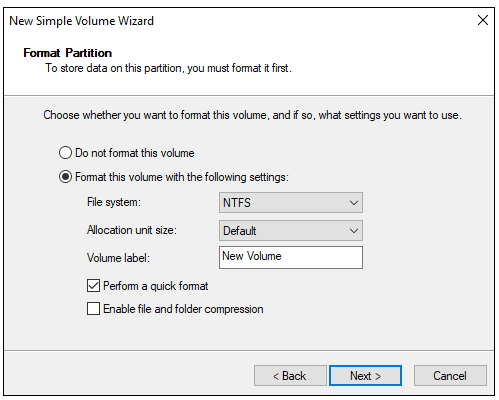 New Simple Volume Wizard
Format Partition
To store data on this partition, you must format it first.
Choose whether you want to format this volume, and if so, what settings you want to use.
Do not format this volume
Format this volume with the following settings:
File system: NTFS
Allocation unit size: Default
Volume label: New Volume
Perform a quick format
Enable file and folder compression
< Back Next > Cancel